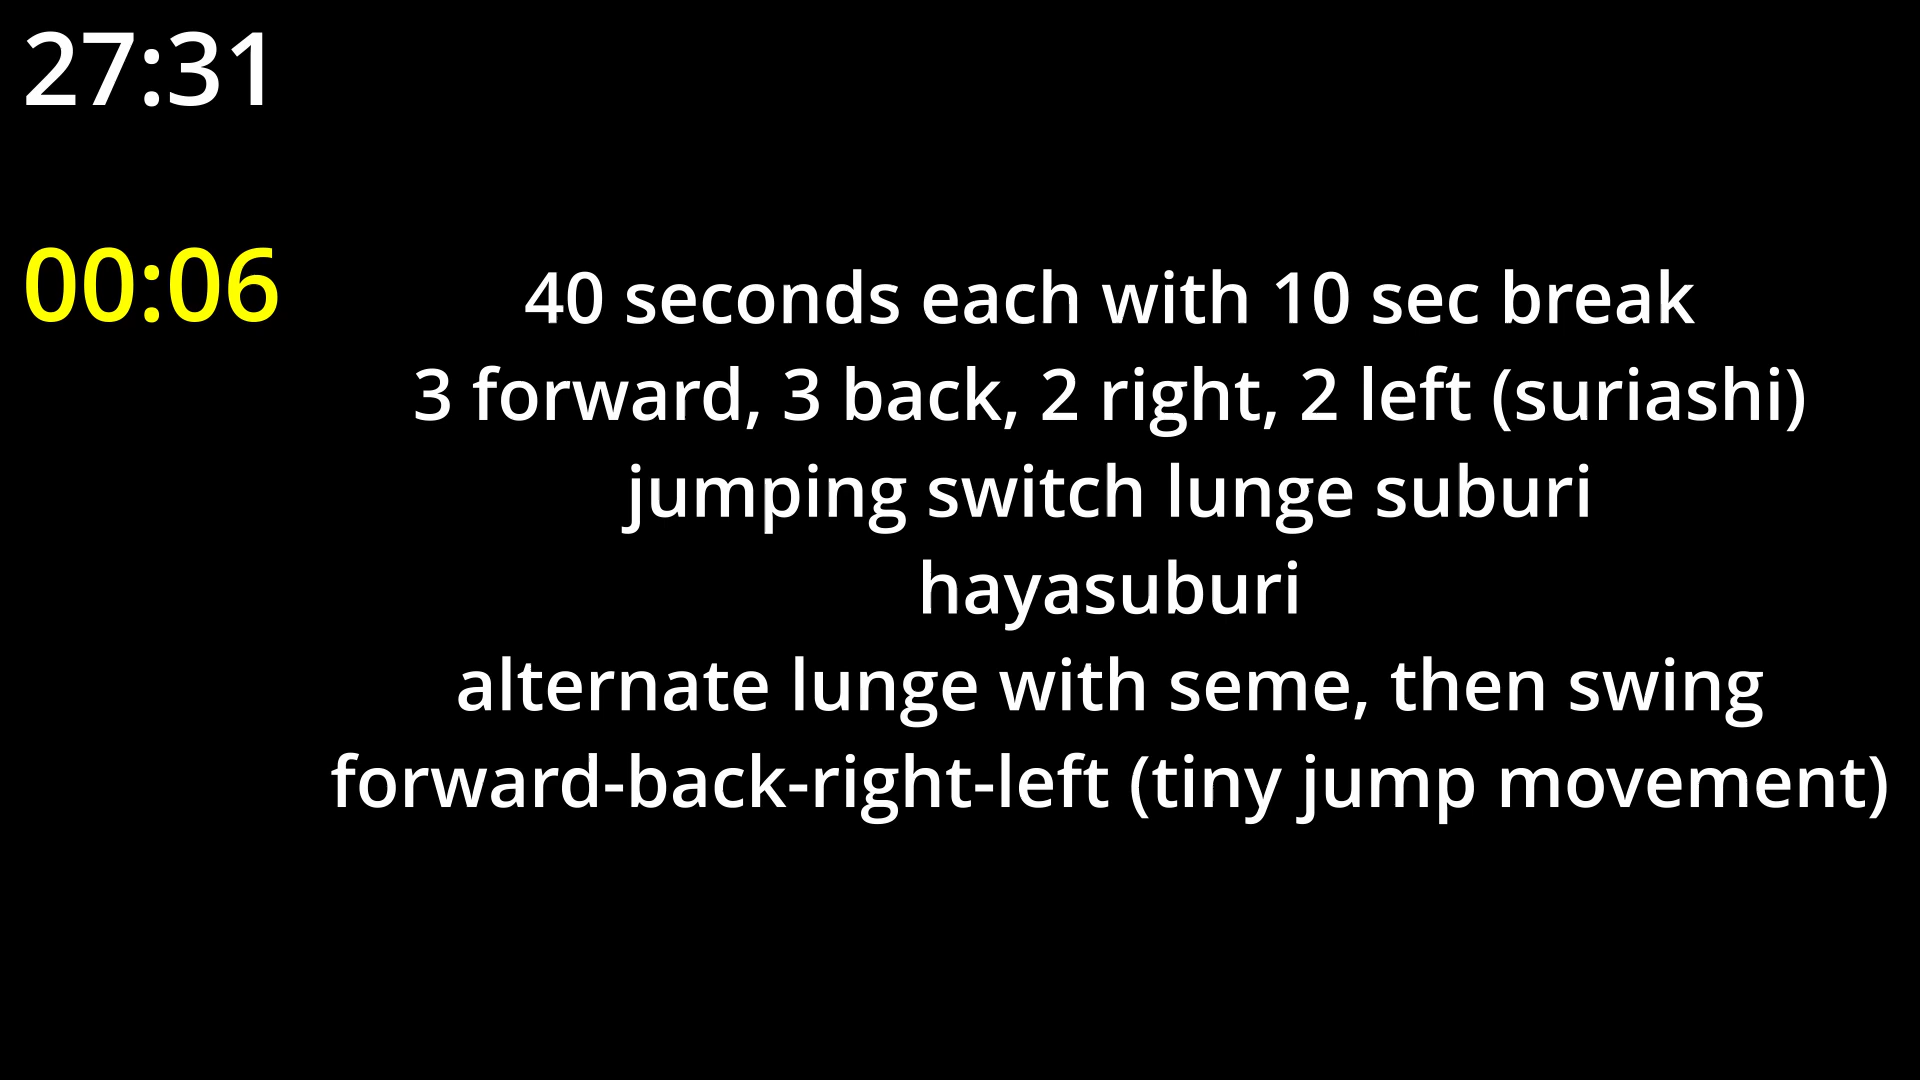 27:31
00:06
40 seconds each with 10 sec break
3 forward, 3 back, 2 right, 2 left (suriashi)
jumping switch lunge suburi
hayasuburi
alternate lunge with seme, then swing
forward-back-right-left (tiny jump movement)